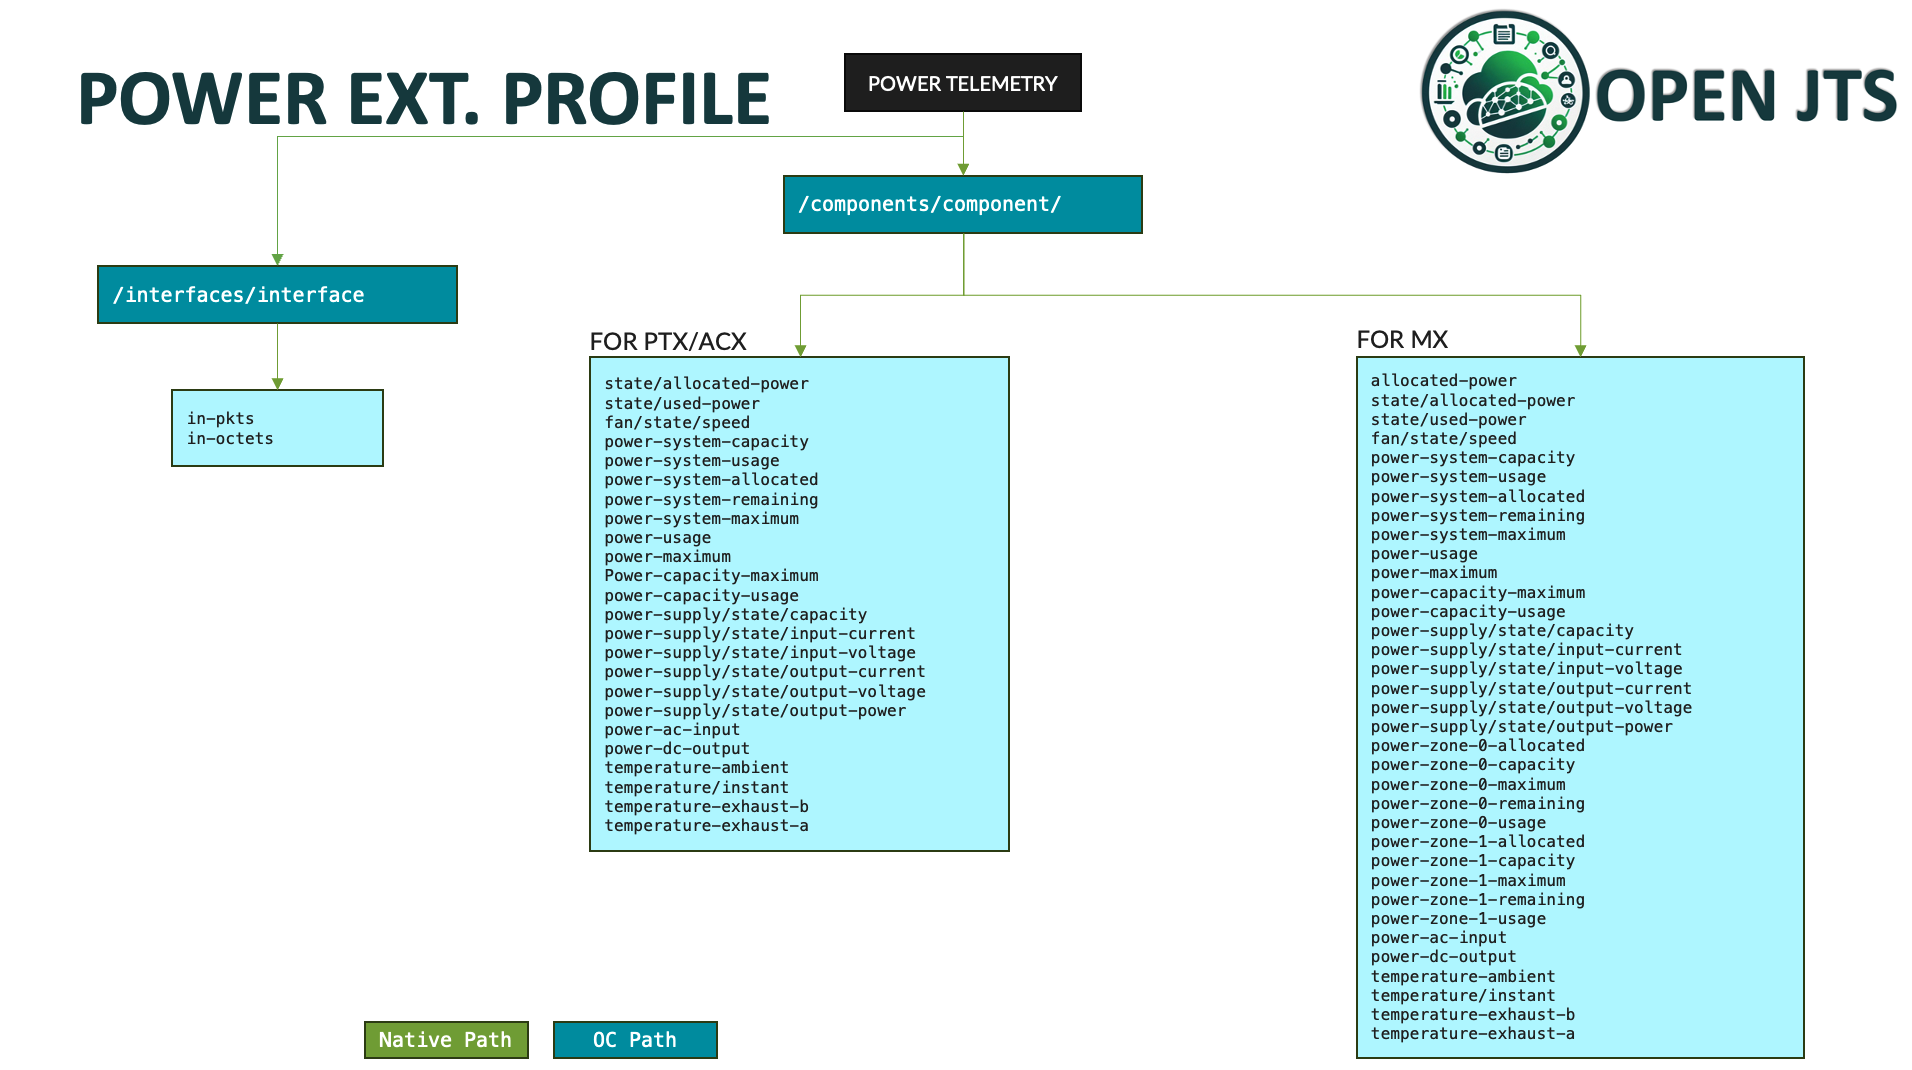 POWER EXT. PROFILE
POWER TELEMETRY
OPEN JTS
/components/component/
/interfaces/interface
in-pkts
in-octets
FOR PTX/ACX
state/allocated-power
state/used-power
fan/state/speed
power-system-capacity
power-system-usage
power-system-allocated
power-system-remaining
power-system-maximum
power-usage
power-maximum
Power-capacity-maximum
power-capacity-usage
power-supply/state/capacity
power-supply/state/input-current
power-supply/state/input-voltage
power-supply/state/output-current
power-supply/state/output-voltage
power-supply/state/output-power
power-ac-input
power-dc-output
temperature-ambient
temperature/instant
temperature-exhaust-b
temperature-exhaust-a
FOR MX
allocated-power
state/allocated-power
state/used-power
fan/state/speed
power-system-capacity
power-system-usage
power-system-allocated
power-system-remaining
power-system-maximum
power-usage
power-maximum
power-capacity-maximum
power-capacity-usage
power-supply/state/capacity
power-supply/state/input-current
power-supply/state/input-voltage
power-supply/state/output-current
power-supply/state/output-voltage
power-supply/state/output-power
power-zone-0-allocated
power-zone-0-capacity
power-zone-0-maximum
power-zone-0-remaining
power-zone-0-usage
power-zone-1-allocated
power-zone-1-capacity
power-zone-1-maximum
power-zone-1-remaining
power-zone-1-usage
power-ac-input
power-dc-output
temperature-ambient
temperature/instant
temperature-exhaust-b
temperature-exhaust-a
Native Path
OC Path